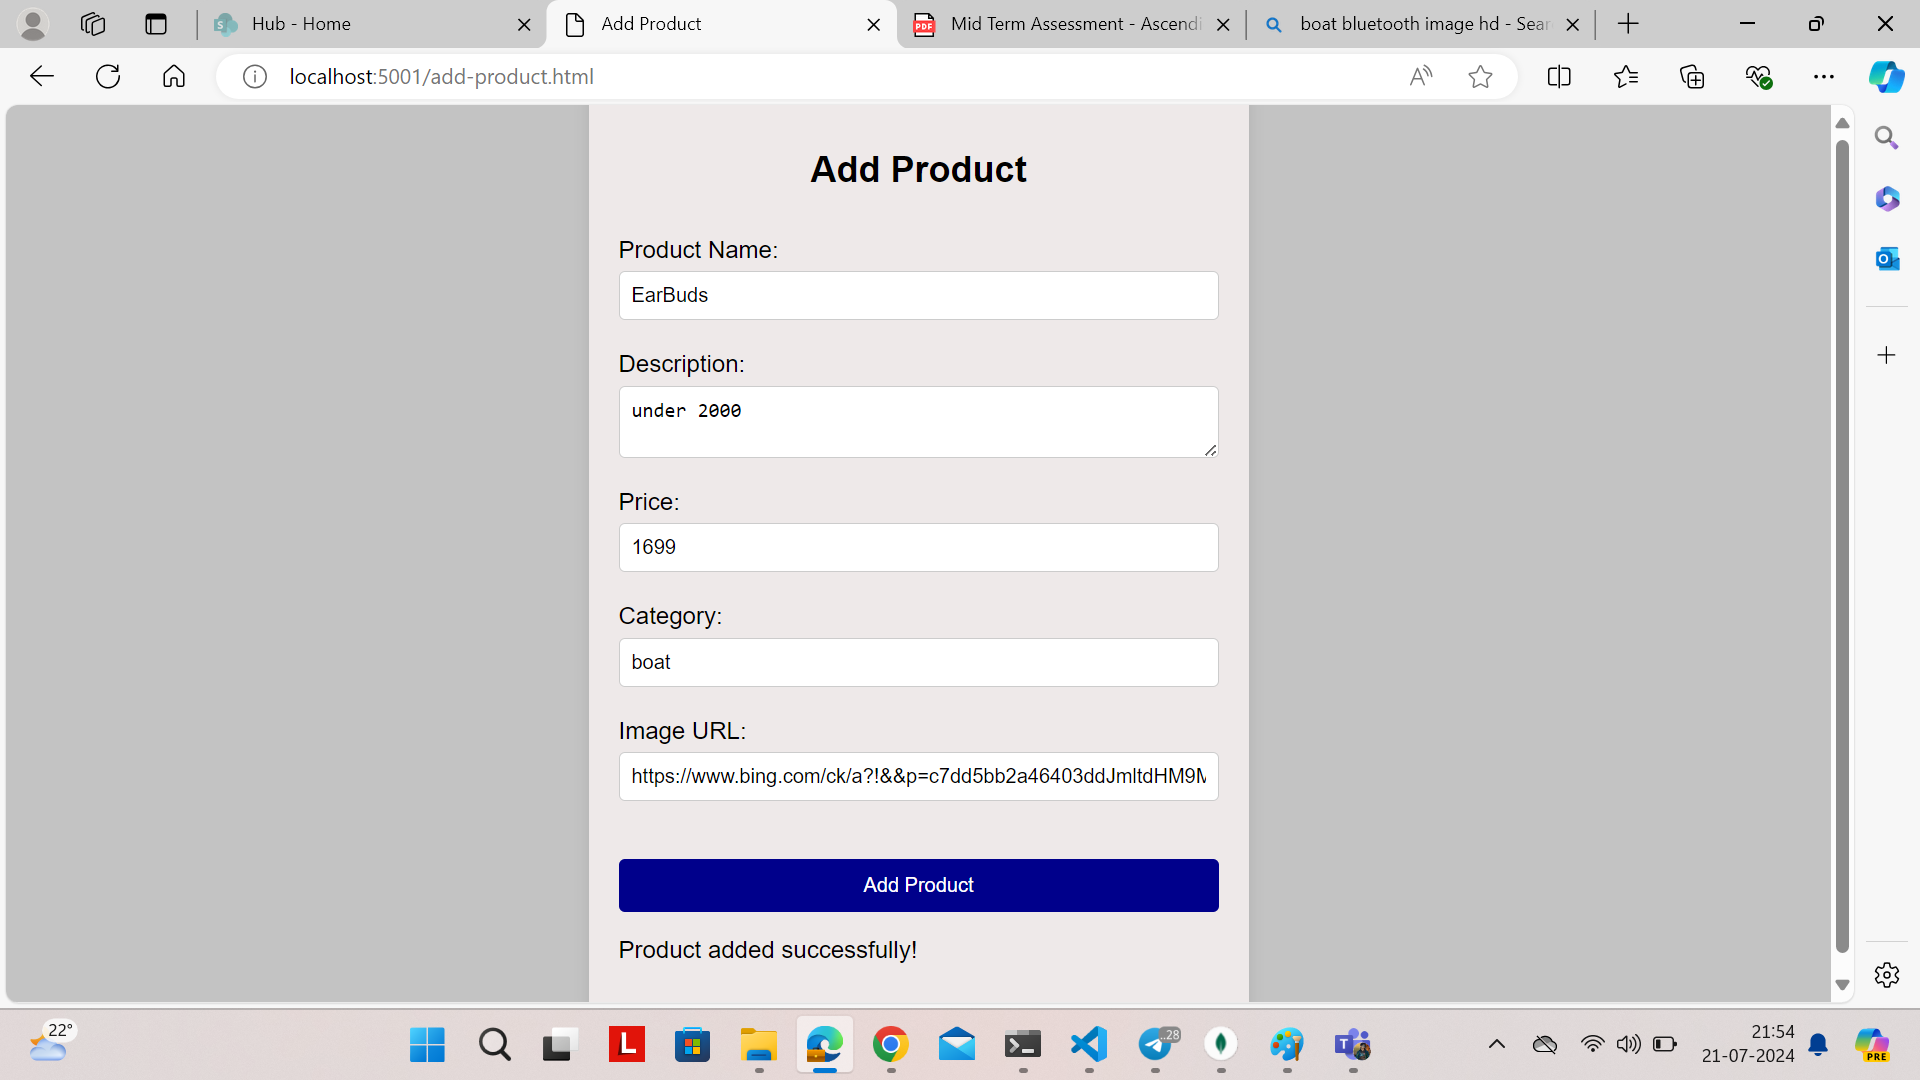 Hub - Home
Add Product
Mid Term Assessment - Ascendi
boat bluetooth image hd - Sear
localhost:5001/add-product.html
Add Product
Product Name:
EarBuds
Description:
under 2000
Price:
1699
Category:
boat
Image URL:
https://www.bing.com/ck/a?!&&p=c7dd5bb2a46403ddJmltdHM9M
Add Product
Product added successfully!
22°
..28
21:54
21-07-2024
PRE